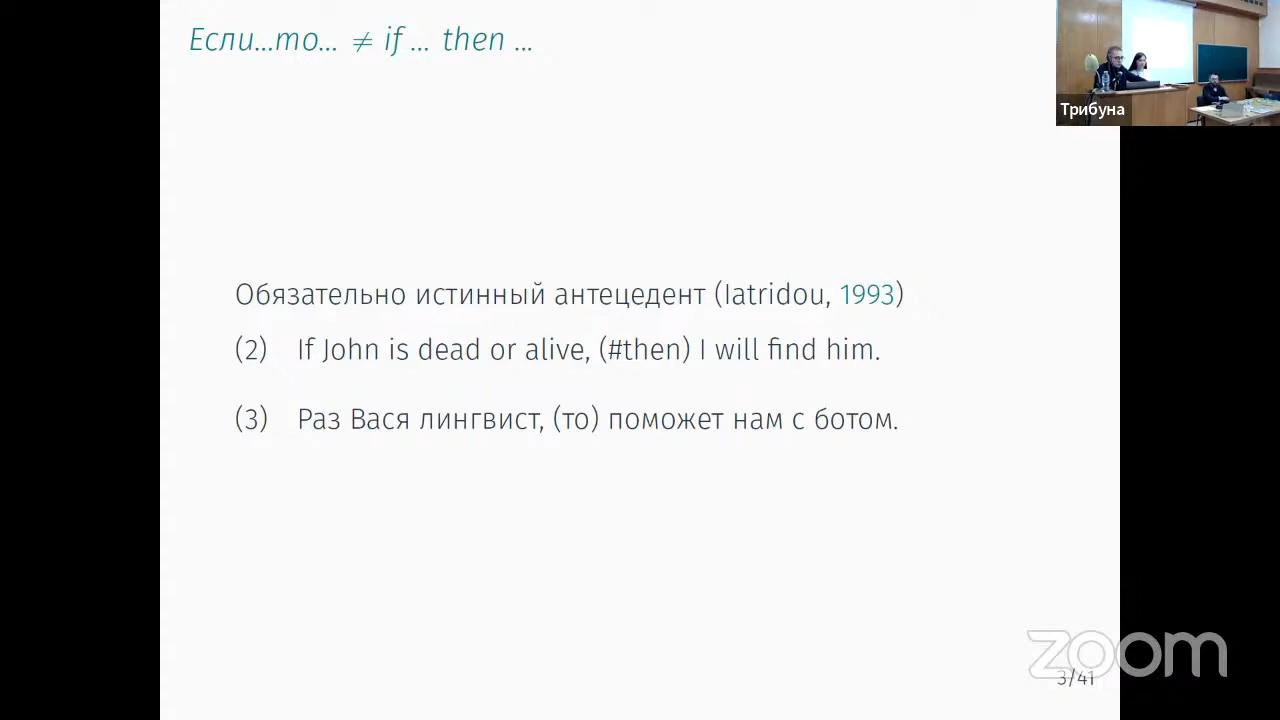 Если...то... ≠ if ... then ...
Трибуна
Обязательно истинный антецедент (Iatridou, 1993)
(2) If John is dead or alive, (#then) I will find him.
(3) Раз Вася лингвист, (то) поможет нам с ботом.
zoom
3/41